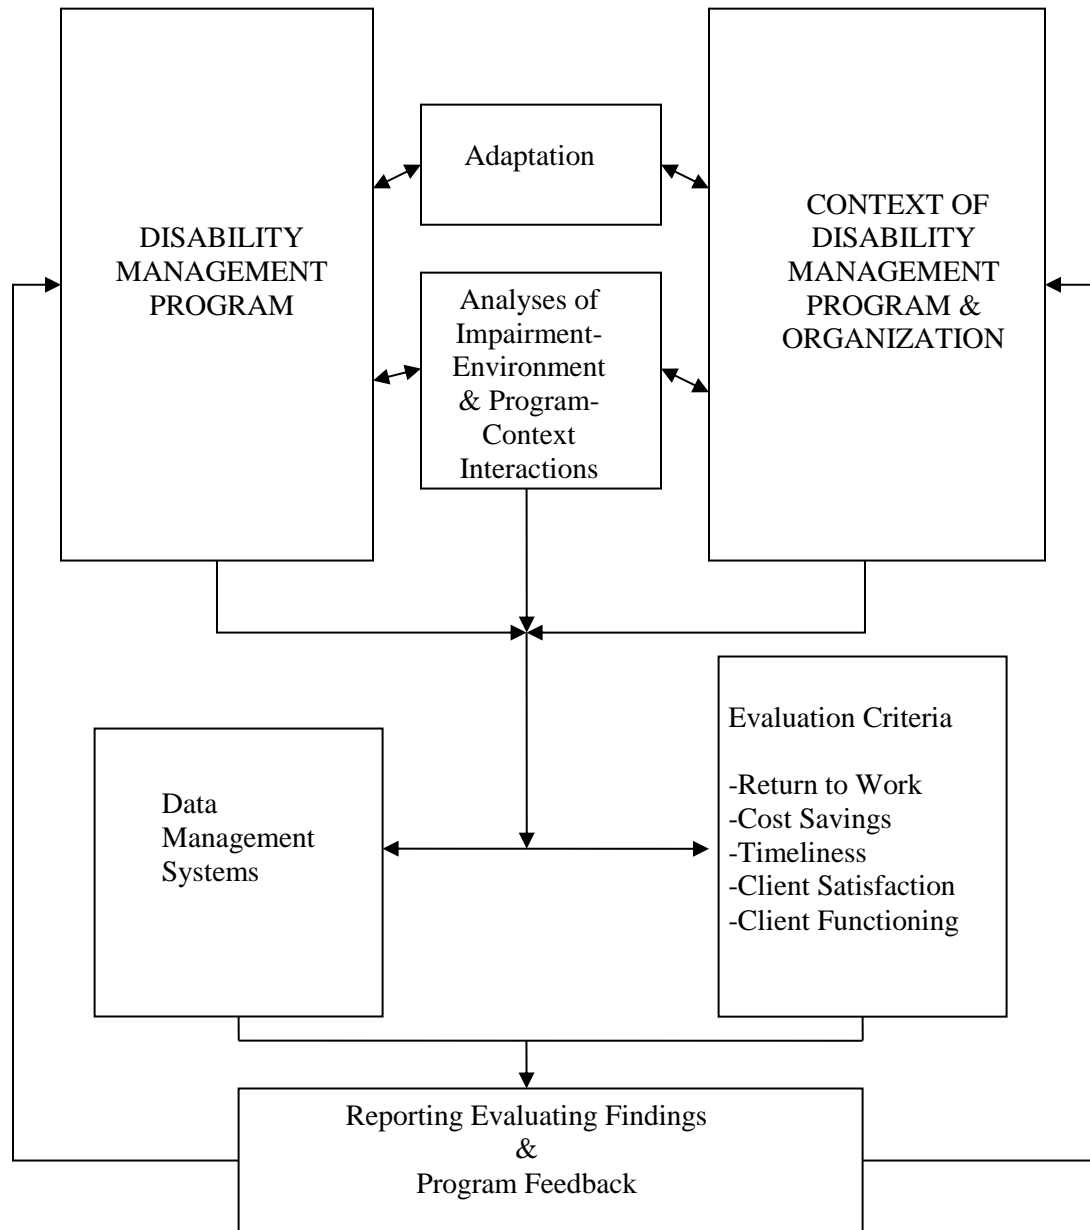 Adaptation
DISABILITY
MANAGEMENT
PROGRAM
CONTEXT OF
DISABILITY
MANAGEMENT
PROGRAM &
ORGANIZATION
Analyses of
Impairment-
Environment
& Program-
Context
Interactions
Data
Management
Systems
Evaluation Criteria
-Return to Work
-Cost Savings
-Timeliness
-Client Satisfaction
-Client Functioning
Reporting Evaluating Findings
&
Program Feedback